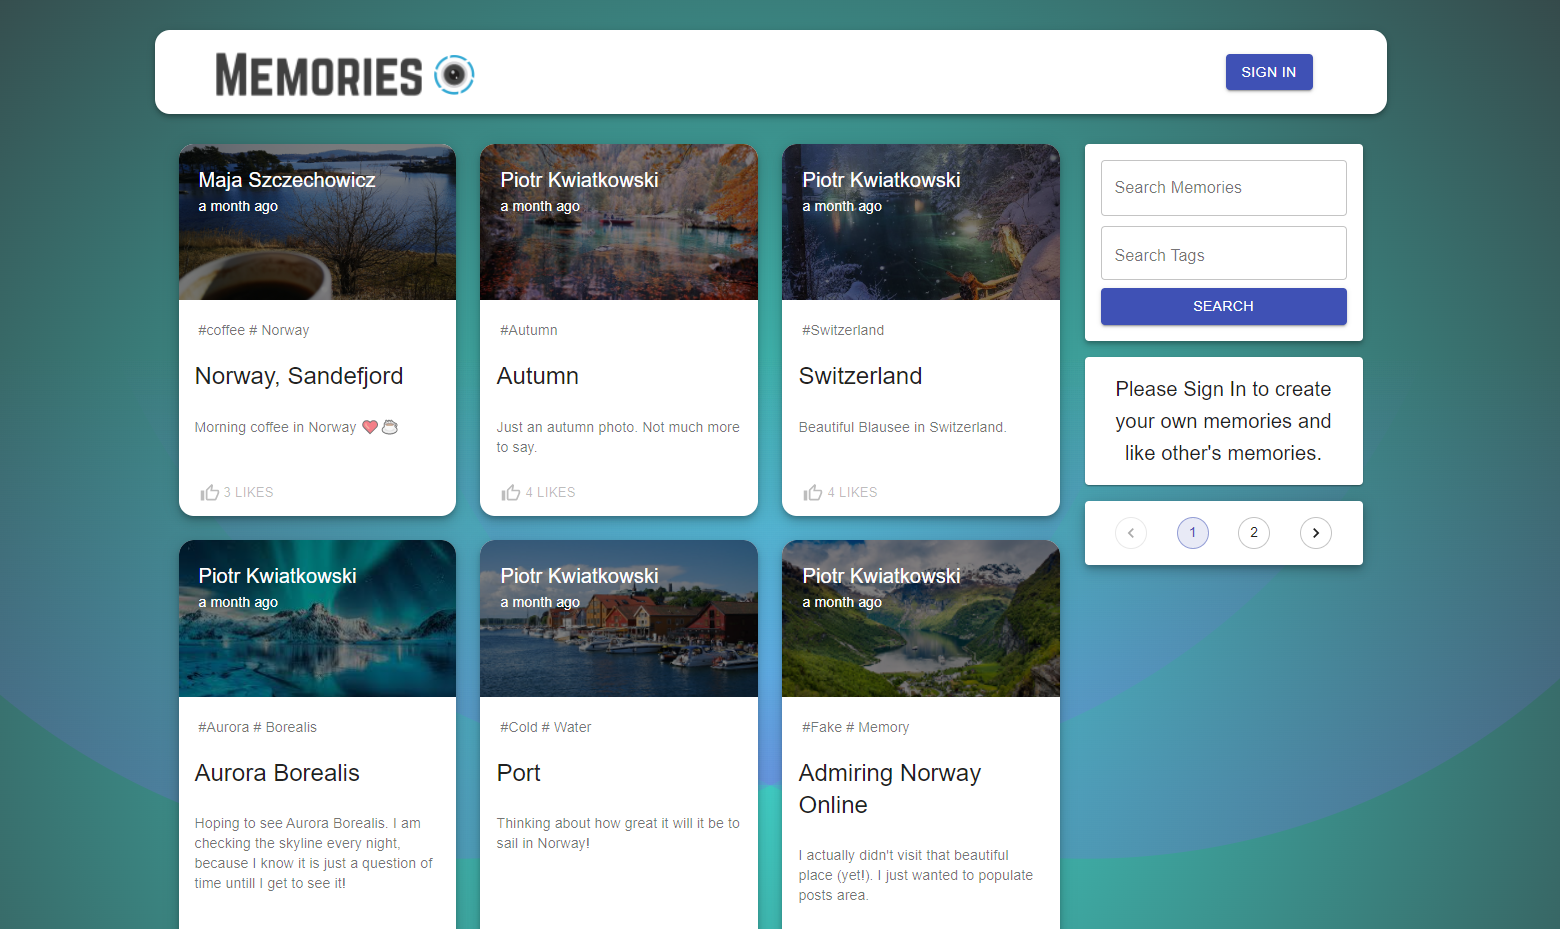 MEMORIES
SIGN IN
Maja Szczechowicz
a month ago
#coffee # Norway
Norway, Sandefjord
Morning coffee in Norway ❤️☕
3 LIKES
Piotr Kwiatkowski
a month ago
#Autumn
Autumn
Just an autumn photo. Not much more
to say.
4 LIKES
Piotr Kwiatkowski
a month ago
#Switzerland
Switzerland
Beautiful Blausee in Switzerland.
4 LIKES
Search Memories
Search Tags
SEARCH
Please Sign In to create
your own memories and
like other's memories.
1
2
Piotr Kwiatkowski
a month ago
#Aurora # Borealis
Aurora Borealis
Hoping to see Aurora Borealis. I am
checking the skyline every night,
because I know it is just a question of
time untill I get to see it!
Piotr Kwiatkowski
a month ago
#Cold # Water
Port
Thinking about how great it will it be to
sail in Norway!
Piotr Kwiatkowski
a month ago
#Fake # Memory
Admiring Norway
Online
I actually didn't visit that beautiful
place (yet!). I just wanted to populate
posts area.